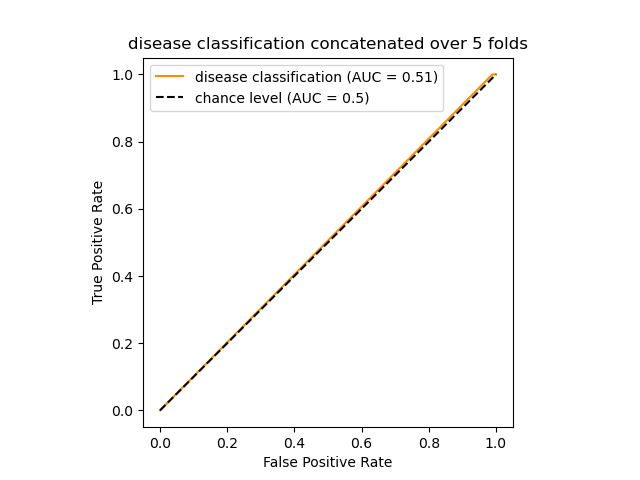 disease classification concatenated over 5 folds
disease classification (AUC = 0.51)
chance level (AUC = 0.5)
1.0
0.8
0.6
0.4
0.2
0.0
True Positive Rate
0.0 0.2 0.4 0.6 0.8 1.0
False Positive Rate